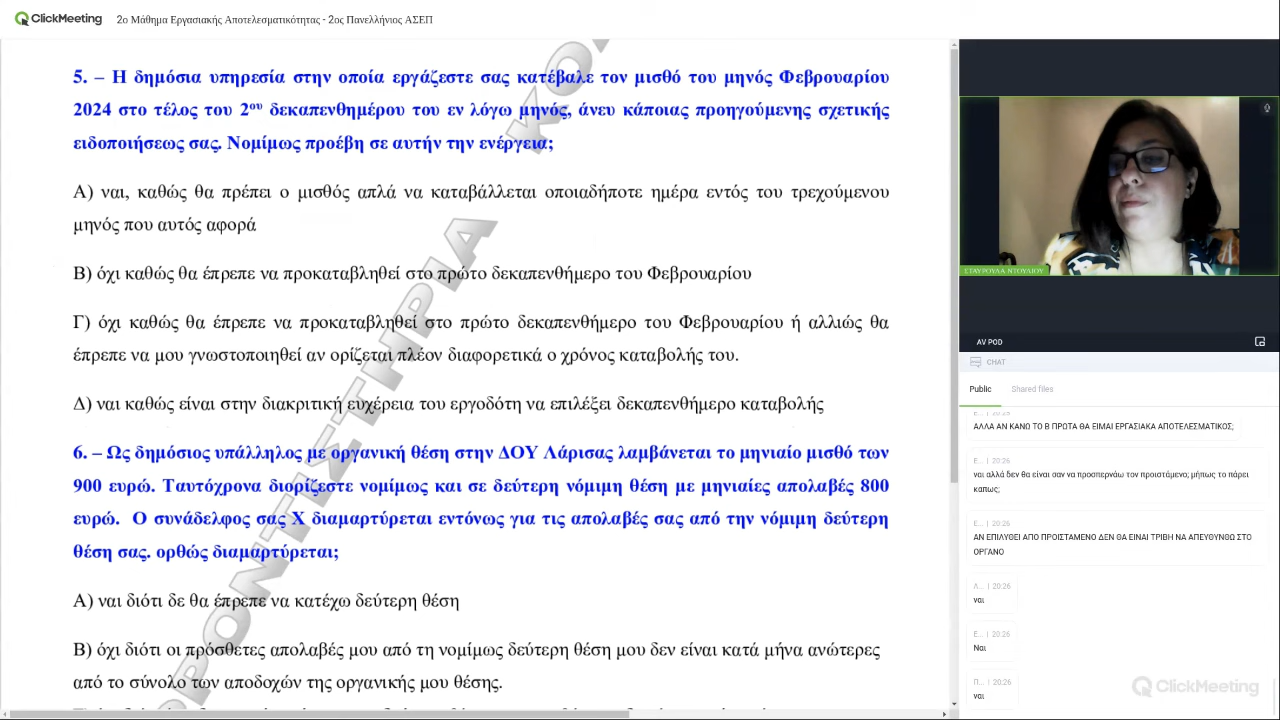 ClickMeeting 2ο Μάθημα Εργασιακής Αποτελεσματικότητας - 2ος Πανελλήνιος ΑΣΕΠ
5. – Η δημόσια υπηρεσία στην οποία εργάζεστε σας κατέβαλε τον μισθό του μηνός Φεβρουαρίου
2024 στο τέλος του 2ου δεκαπενθημέρου του εν λόγω μηνός, άνευ κάποιας προηγούμενης σχετικής
ειδοποιήσεως σας. Νομίμως προέβη σε αυτήν την ενέργεια;
Α) ναι, καθώς θα πρέπει ο μισθός απλά να καταβάλλεται οποιαδήποτε ημέρα εντός του τρεχούμενου
μηνός που αυτός αφορά
Β) όχι καθώς θα έπρεπε να προκαταβληθεί στο πρώτο δεκαπενθήμερο του Φεβρουαρίου
Γ) όχι καθώς θα έπρεπε να προκαταβληθεί στο πρώτο δεκαπενθήμερο του Φεβρουαρίου ή αλλιώς θα
έπρεπε να μου γνωστοποιηθεί αν ορίζεται πλέον διαφορετικά ο χρόνος καταβολής του.
Δ) ναι καθώς είναι στην διακριτική ευχέρεια του εργοδότη να επιλέξει δεκαπενθήμερο καταβολής
6. – Ως δημόσιος υπάλληλος με οργανική θέση στην ΔΟΥ Λάρισας λαμβάνεται το μηνιαίο μισθό των
900 ευρώ. Ταυτόχρονα διορίζεστε νομίμως και σε δεύτερη νόμιμη θέση με μηνιαίες απολαβές 800
ευρώ. Ο συνάδελφος σας Χ διαμαρτύρεται εντόνως για τις απολαβές σας από την νόμιμη δεύτερη
θέση σας. ορθώς διαμαρτύρεται;
Α) ναι διότι δε θα έπρεπε να κατέχω δεύτερη θέση
Β) όχι διότι οι πρόσθετες απολαβές μου από τη νομίμως δεύτερη θέση μου δεν είναι κατά μήνα ανώτερες
από το σύνολο των αποδοχών της οργανικής μου θέσης.
ΦΡΟΝΤΙΣΤΗΡΙΑ ΚΟ
ΣΤΑΥΡΟΥΛΑ ΝΤΟΥΛΙΟΥ
AV POD
CHAT
Public Shared files
ΑΛΛΑ ΑΝ ΚΑΝΩ ΤΟ Β ΠΡΩΤΑ ΘΑ ΕΙΜΑΙ ΕΡΓΑΣΙΑΚΑ ΑΠΟΤΕΛΕΣΜΑΤΙΚΟΣ;
Ε... | 20:26
ναι αλλά δεν θα είναι σαν να προσπερνάω τον προιστάμενο; μήπως το πάρει
καπως;
Ε... | 20:26
ΑΝ ΕΠΙΛΥΘΕΙ ΑΠΟ ΠΡΟΙΣΤΑΜΕΝΟ ΔΕΝ ΘΑ ΕΙΝΑΙ ΤΡΙΒΗ ΝΑ ΑΠΕΥΘΥΝΘΩ ΣΤΟ
ΟΡΓΑΝΟ
Λ... | 20:26
ναι
Ε... | 20:26
Ναι
Π... | 20:26
ναι
ClickMeeting